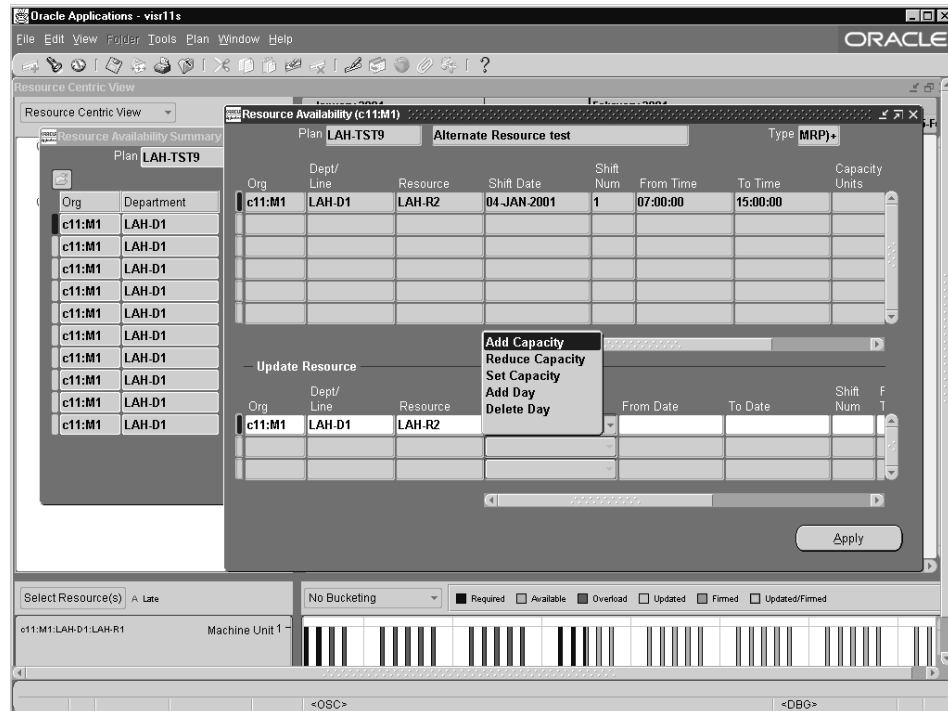 Oracle Applications - visr11s
File Edit View Folder Tools Plan Window Help
ORACLE
Resource Centric View
Resource Centric View
January 2001 February 2001
Resource Availability Summary
Plan LAH-TST9
Org Department
c11:M1 LAH-D1
c11:M1 LAH-D1
c11:M1 LAH-D1
c11:M1 LAH-D1
c11:M1 LAH-D1
c11:M1 LAH-D1
c11:M1 LAH-D1
c11:M1 LAH-D1
c11:M1 LAH-D1
c11:M1 LAH-D1
Resource Availability (c11:M1)
Plan LAH-TST9 Alternate Resource test Type MRP)+
Org Dept/ Line Resource Shift Date Shift Num From Time To Time Capacity Units
c11:M1 LAH-D1 LAH-R2 04-JAN-2001 1 07:00:00 15:00:00
Add Capacity
Reduce Capacity
Set Capacity
Add Day
Delete Day
Update Resource
Org Dept/ Line Resource From Date To Date Shift Num F T
c11:M1 LAH-D1 LAH-R2
Apply
Select Resource(s) A Late
No Bucketing Required Available Overload Updated Firmed Updated/Firmed
c11:M1:LAH-D1:LAH-R1 Machine Unit 1
<OSC> <DBG>